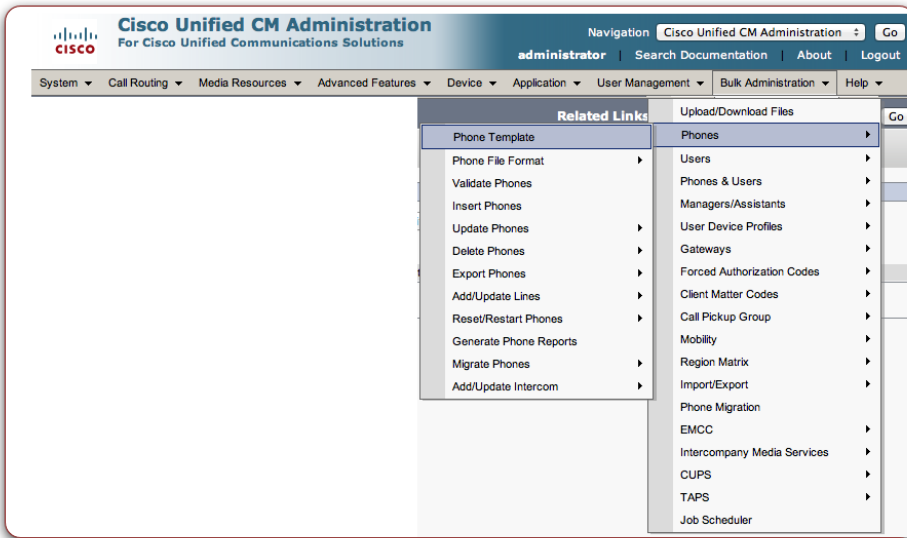 Cisco Unified CM Administration
For Cisco Unified Communications Solutions
CISCO
Navigation Cisco Unified CM Administration Go
administrator | Search Documentation | About | Logout
System Call Routing Media Resources Advanced Features Device Application User Management Bulk Administration Help
Related Links Go
Phone Template
Phone File Format
Validate Phones
Insert Phones
Update Phones
Delete Phones
Export Phones
Add/Update Lines
Reset/Restart Phones
Generate Phone Reports
Migrate Phones
Add/Update Intercom
Upload/Download Files
Phones
Users
Phones & Users
Managers/Assistants
User Device Profiles
Gateways
Forced Authorization Codes
Client Matter Codes
Call Pickup Group
Mobility
Region Matrix
Import/Export
Phone Migration
EMCC
Intercompany Media Services
CUPS
TAPS
Job Scheduler